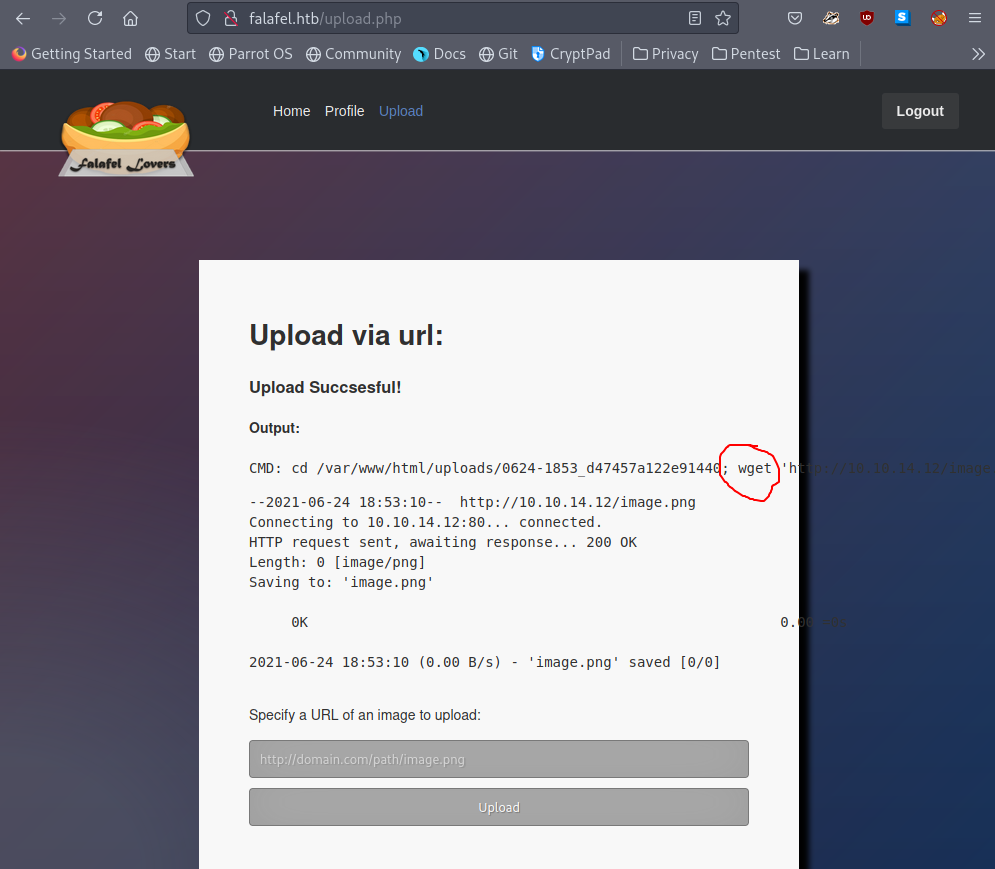 falafel.htb/upload.php
Getting Started Start Parrot OS Community Docs Git CryptPad Privacy Pentest Learn
Falafel Lovers
Home Profile Upload Logout
Upload via url:
Upload Succsesful!
Output:
CMD: cd /var/www/html/uploads/0624-1853_d47457a122e91440; wget 'http://10.10.14.12/image
--2021-06-24 18:53:10-- http://10.10.14.12/image.png
Connecting to 10.10.14.12:80... connected.
HTTP request sent, awaiting response... 200 OK
Length: 0 [image/png]
Saving to: 'image.png'
0K
2021-06-24 18:53:10 (0.00 B/s) - 'image.png' saved [0/0]
Specify a URL of an image to upload:
http://domain.com/path/image.png
Upload